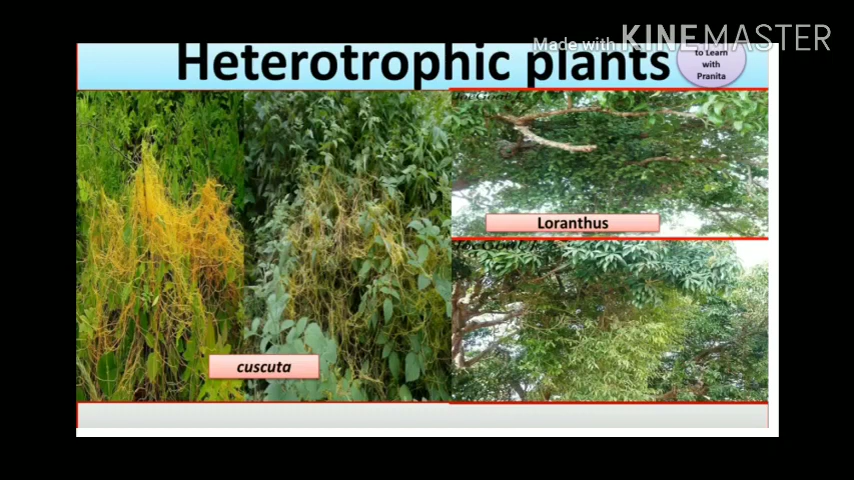 Made with KINEMASTER
Heterotrophic plants
to Learn
with
Pranita
Loranthus
cuscuta